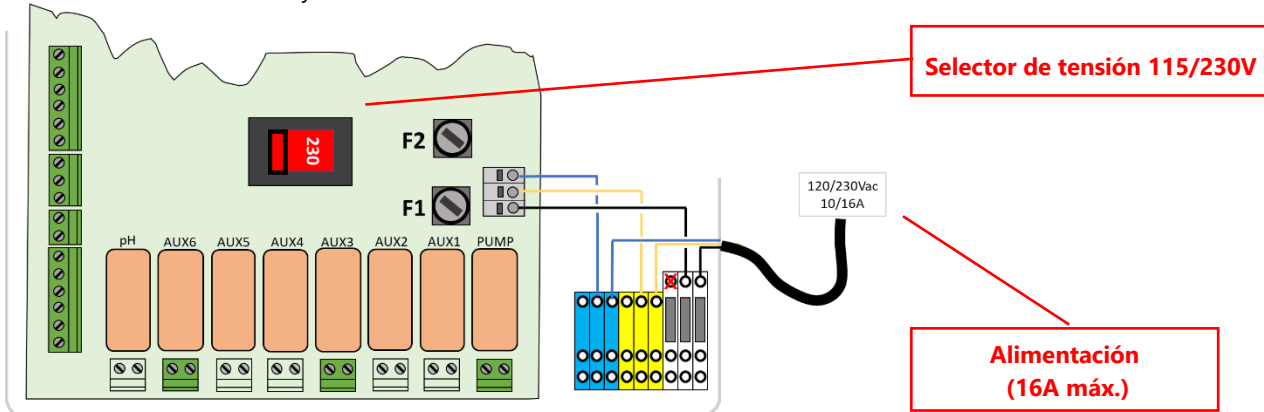 Selector de tensión 115/230V
230
F2
F1
120/230Vac
10/16A
pH AUX6 AUX5 AUX4 AUX3 AUX2 AUX1 PUMP
Alimentación
(16A máx.)